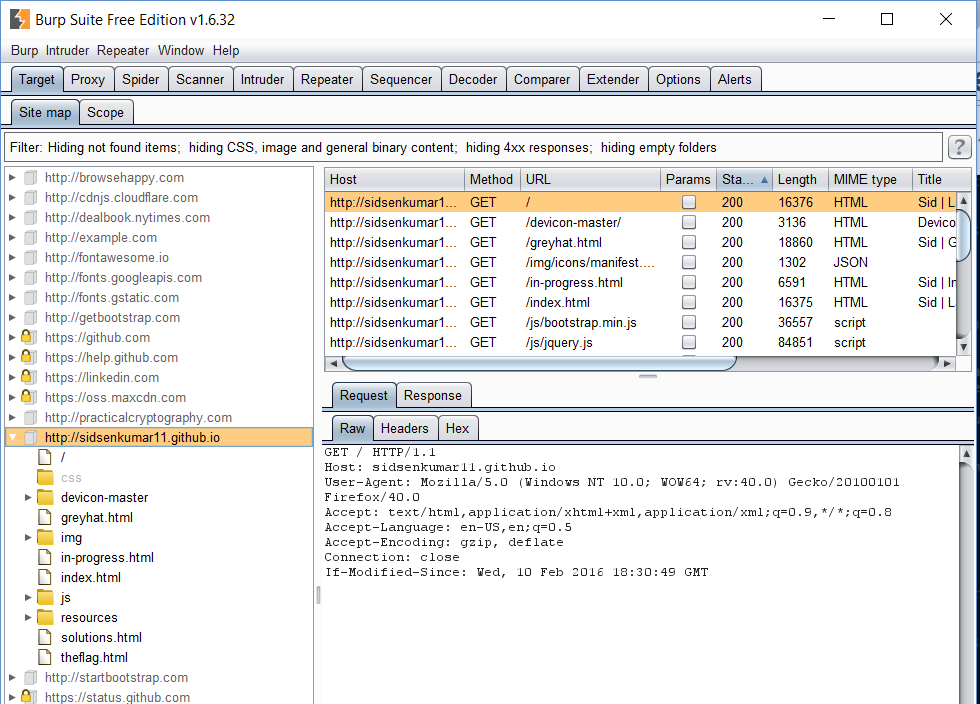 Burp Suite Free Edition v1.6.32
Burp Intruder Repeater Window Help
Target Proxy Spider Scanner Intruder Repeater Sequencer Decoder Comparer Extender Options Alerts
Site map Scope
Filter: Hiding not found items; hiding CSS, image and general binary content; hiding 4xx responses; hiding empty folders
?
http://browsehappy.com
http://cdnjs.cloudflare.com
http://dealbook.nytimes.com
http://example.com
http://fontawesome.io
http://fonts.googleapis.com
http://fonts.gstatic.com
http://getbootstrap.com
https://github.com
https://help.github.com
https://linkedin.com
https://oss.maxcdn.com
http://practicalcryptography.com
http://sidsenkumar11.github.io
/
css
devicon-master
greyhat.html
img
in-progress.html
index.html
js
resources
solutions.html
theflag.html
http://startbootstrap.com
https://status.github.com
Host Method URL Params Sta... Length MIME type Title
http://sidsenkumar1... GET / 200 16376 HTML Sid | L
http://sidsenkumar1... GET /devicon-master/ 200 3136 HTML Devico
http://sidsenkumar1... GET /greyhat.html 200 18860 HTML Sid | G
http://sidsenkumar1... GET /img/icons/manifest.... 200 1302 JSON
http://sidsenkumar1... GET /in-progress.html 200 6591 HTML Sid | In
http://sidsenkumar1... GET /index.html 200 16375 HTML Sid | L
http://sidsenkumar1... GET /js/bootstrap.min.js 200 36557 script
http://sidsenkumar1... GET /js/jquery.js 200 84851 script
Request Response
Raw Headers Hex
GET / HTTP/1.1
Host: sidsenkumar11.github.io
User-Agent: Mozilla/5.0 (Windows NT 10.0; WOW64; rv:40.0) Gecko/20100101
Firefox/40.0
Accept: text/html,application/xhtml+xml,application/xml;q=0.9,*/*;q=0.8
Accept-Language: en-US,en;q=0.5
Accept-Encoding: gzip, deflate
Connection: close
If-Modified-Since: Wed, 10 Feb 2016 18:30:49 GMT